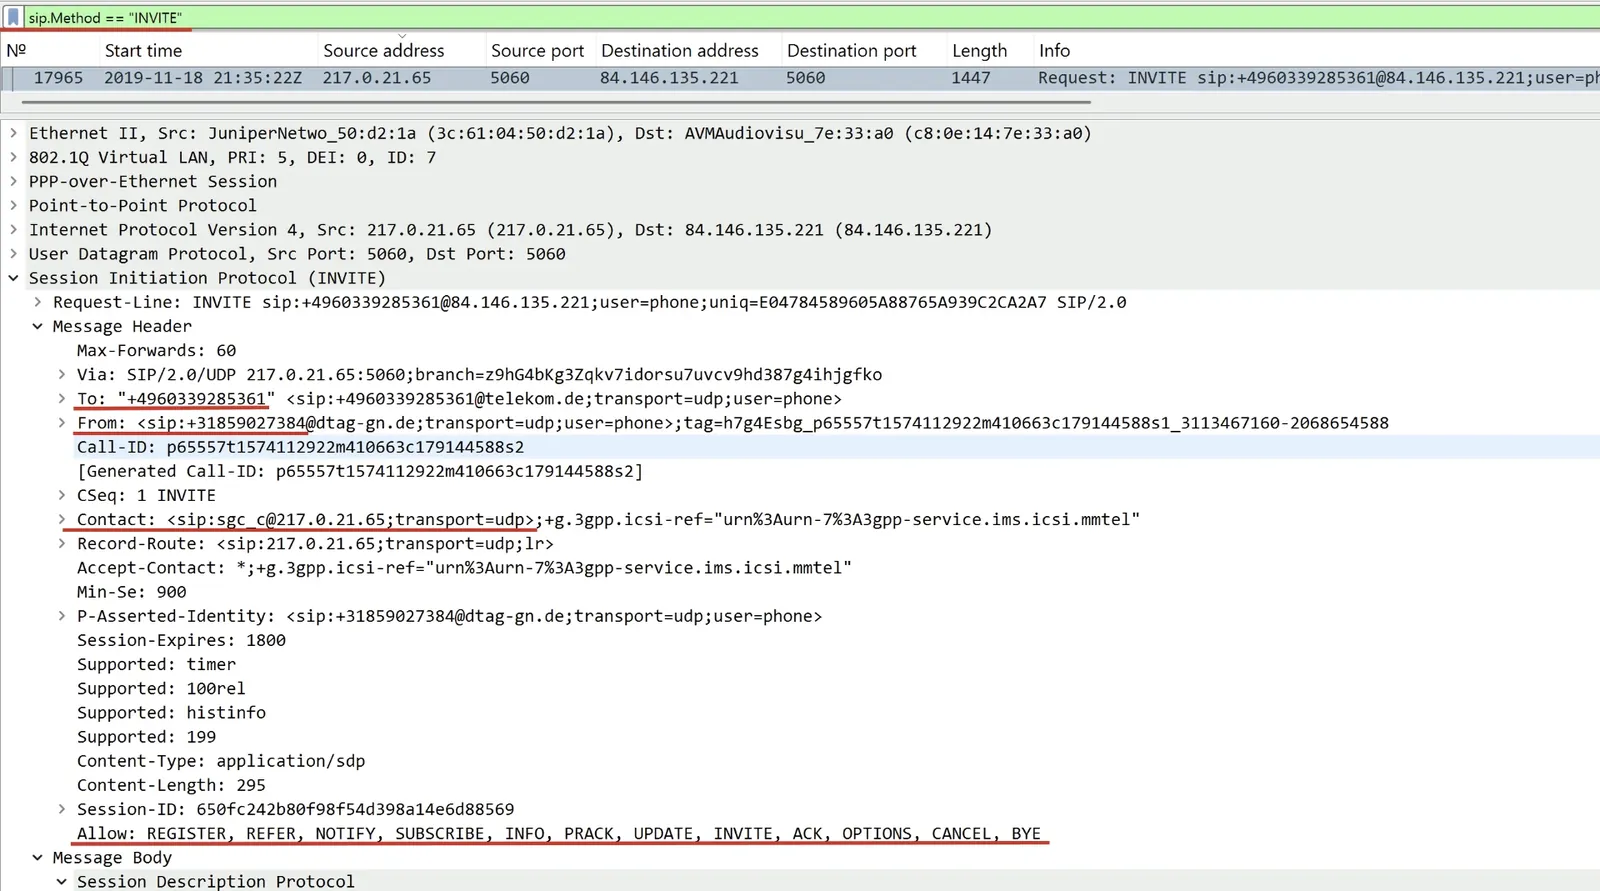 sip.Method == "INVITE"
№ Start time Source address Source port Destination address Destination port Length Info
17965 2019-11-18 21:35:22Z 217.0.21.65 5060 84.146.135.221 5060 1447 Request: INVITE sip:+4960339285361@84.146.135.221;user=ph
Ethernet II, Src: JuniperNetwo_50:d2:1a (3c:61:04:50:d2:1a), Dst: AVMAudiovisu_7e:33:a0 (c8:0e:14:7e:33:a0)
802.1Q Virtual LAN, PRI: 5, DEI: 0, ID: 7
PPP-over-Ethernet Session
Point-to-Point Protocol
Internet Protocol Version 4, Src: 217.0.21.65 (217.0.21.65), Dst: 84.146.135.221 (84.146.135.221)
User Datagram Protocol, Src Port: 5060, Dst Port: 5060
Session Initiation Protocol (INVITE)
Request-Line: INVITE sip:+4960339285361@84.146.135.221;user=phone;uniq=E04784589605A88765A939C2CA2A7 SIP/2.0
Message Header
Max-Forwards: 60
Via: SIP/2.0/UDP 217.0.21.65:5060;branch=z9hG4bKg3Zqkv7idorsu7uvcv9hd387g4ihjgfko
To: "+4960339285361" <sip:+4960339285361@telekom.de;transport=udp;user=phone>
From: <sip:+31859027384@dtag-gn.de;transport=udp;user=phone>;tag=h7g4Esbg_p65557t1574112922m410663c179144588s1_3113467160-2068654588
Call-ID: p65557t1574112922m410663c179144588s2
[Generated Call-ID: p65557t1574112922m410663c179144588s2]
CSeq: 1 INVITE
Contact: <sip:sgc_c@217.0.21.65;transport=udp>;+g.3gpp.icsi-ref="urn%3Aurn-7%3A3gpp-service.ims.icsi.mmtel"
Record-Route: <sip:217.0.21.65;transport=udp;lr>
Accept-Contact: *;+g.3gpp.icsi-ref="urn%3Aurn-7%3A3gpp-service.ims.icsi.mmtel"
Min-Se: 900
P-Asserted-Identity: <sip:+31859027384@dtag-gn.de;transport=udp;user=phone>
Session-Expires: 1800
Supported: timer
Supported: 100rel
Supported: histinfo
Supported: 199
Content-Type: application/sdp
Content-Length: 295
Session-ID: 650fc242b80f98f54d398a14e6d88569
Allow: REGISTER, REFER, NOTIFY, SUBSCRIBE, INFO, PRACK, UPDATE, INVITE, ACK, OPTIONS, CANCEL, BYE
Message Body
Session Description Protocol